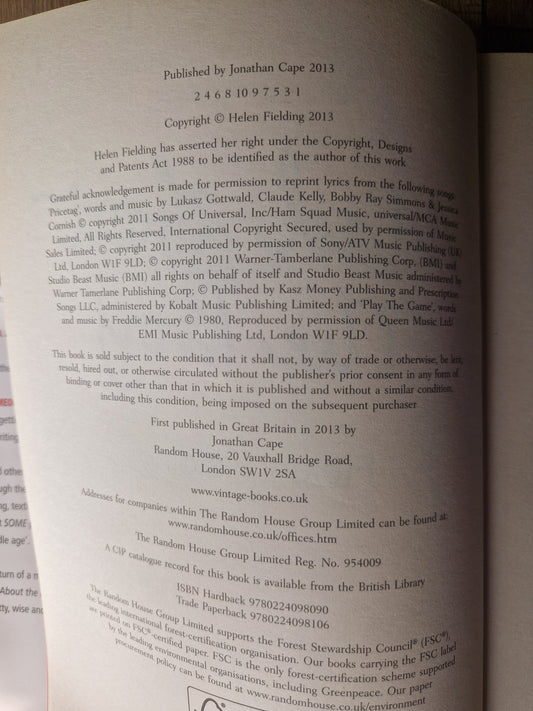 Published by Jonathan Cape 2013
2 4 6 8 10 9 7 5 3 1
Copyright © Helen Fielding 2013
Helen Fielding has asserted her right under the Copyright, Designs
and Patents Act 1988 to be identified as the author of this work
Grateful acknowledgement is made for permission to reprint lyrics from the following songs:
'Pricetag', words and music by Lukasz Gottwald, Claude Kelly, Bobby Ray Simmons & Jessica
Cornish © copyright 2011 Songs Of Universal, Inc/Ham Squad Music, universal/MCA Music
Limited, All Rights Reserved, International Copyright Secured, used by permission of Music
Sales Limited; © copyright 2011 reproduced by permission of Sony/ATV Music Publishing (UK)
Ltd, London W1F 9LD; © copyright 2011 Warner-Tamberlane Publishing Corp, (BMI) and
Studio Beast Music (BMI) all rights on behalf of itself and Studio Beast Music administered by
Warner Tamerlane Publishing Corp; © Published by Kasz Money Publishing and Prescription
Songs LLC, administered by Kobalt Music Publishing Limited; and 'Play The Game', words
and music by Freddie Mercury © 1980, Reproduced by permission of Queen Music Ltd/
EMI Music Publishing Ltd, London W1F 9LD.
This book is sold subject to the condition that it shall not, by way of trade or otherwise, be lent,
resold, hired out, or otherwise circulated without the publisher's prior consent in any form of
binding or cover other than that in which it is published and without a similar condition,
including this condition, being imposed on the subsequent purchaser
First published in Great Britain in 2013 by
Jonathan Cape
Random House, 20 Vauxhall Bridge Road,
London SW1V 2SA
www.vintage-books.co.uk
Addresses for companies within The Random House Group Limited can be found at:
www.randomhouse.co.uk/offices.htm
The Random House Group Limited Reg. No. 954009
A CIP catalogue record for this book is available from the British Library
ISBN Hardback 9780224098090
Trade Paperback 9780224098106
The Random House Group Limited supports the Forest Stewardship Council® (FSC®),
the leading international forest-certification organisation. Our books carrying the FSC label
are printed on FSC®-certified paper. FSC is the only forest-certification scheme supported
by the leading environmental organisations, including Greenpeace. Our paper
procurement policy can be found at www.randomhouse.co.uk/environment
the
MED
getti
riting
d othe
ugh the
ng, texti
t SOME
dle age'.
turn of a n
About the
tty, wise and